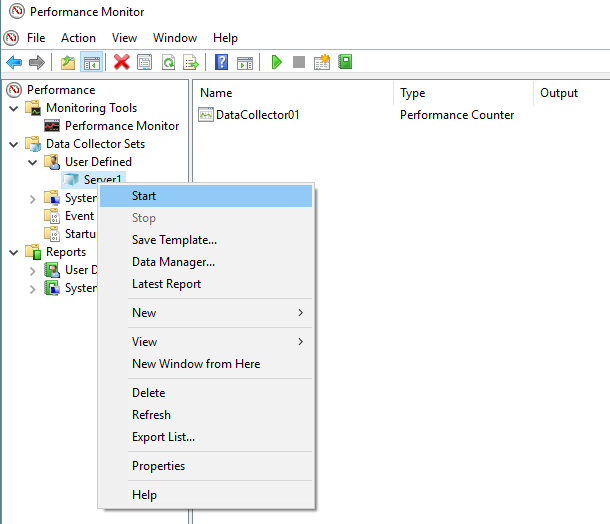 Performance Monitor
File Action View Window Help
Performance
Monitoring Tools
Performance Monitor
Data Collector Sets
User Defined
Server1
System
Event
Startu
Reports
User D
System
Name Type Output
DataCollector01 Performance Counter
Start
Stop
Save Template...
Data Manager...
Latest Report
New
View
New Window from Here
Delete
Refresh
Export List...
Properties
Help